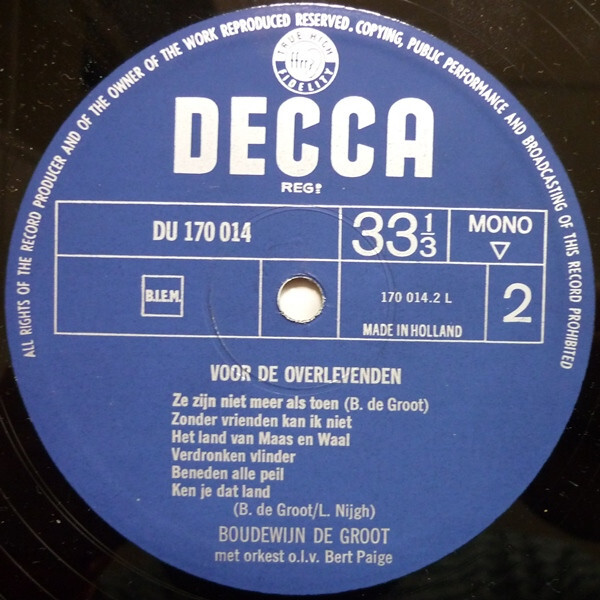 ALL RIGHTS OF THE RECORD PRODUCER AND OF THE OWNER OF THE WORK REPRODUCED RESERVED. COPYING, PUBLIC PERFORMANCE AND BROADCASTING OF THIS RECORD PROHIBITED
TRUE HIGH
ffrr
FIDELITY
DECCA
REGD
DU 170 014
33 1/3
MONO
B.I.E.M.
170 014.2 L
MADE IN HOLLAND
2
VOOR DE OVERLEVENDEN
Ze zijn niet meer als toen (B. de Groot)
Zonder vrienden kan ik niet
Het land van Maas en Waal
Verdronken vlinder
Beneden alle peil
Ken je dat land
(B. de Groot/L. Nijgh)
BOUDEWIJN DE GROOT
met orkest o.l.v. Bert Paige